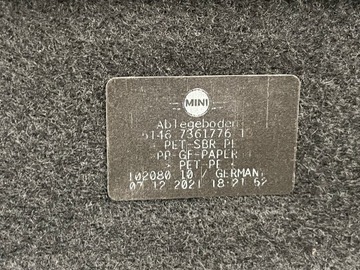 MINI
Ablegeboden
5146 7361776 1
PET-SBR-PE
PP-GF-PAPER
> PET-PE <
102080 10 / GERMANY
07.12.2021 18:21:52